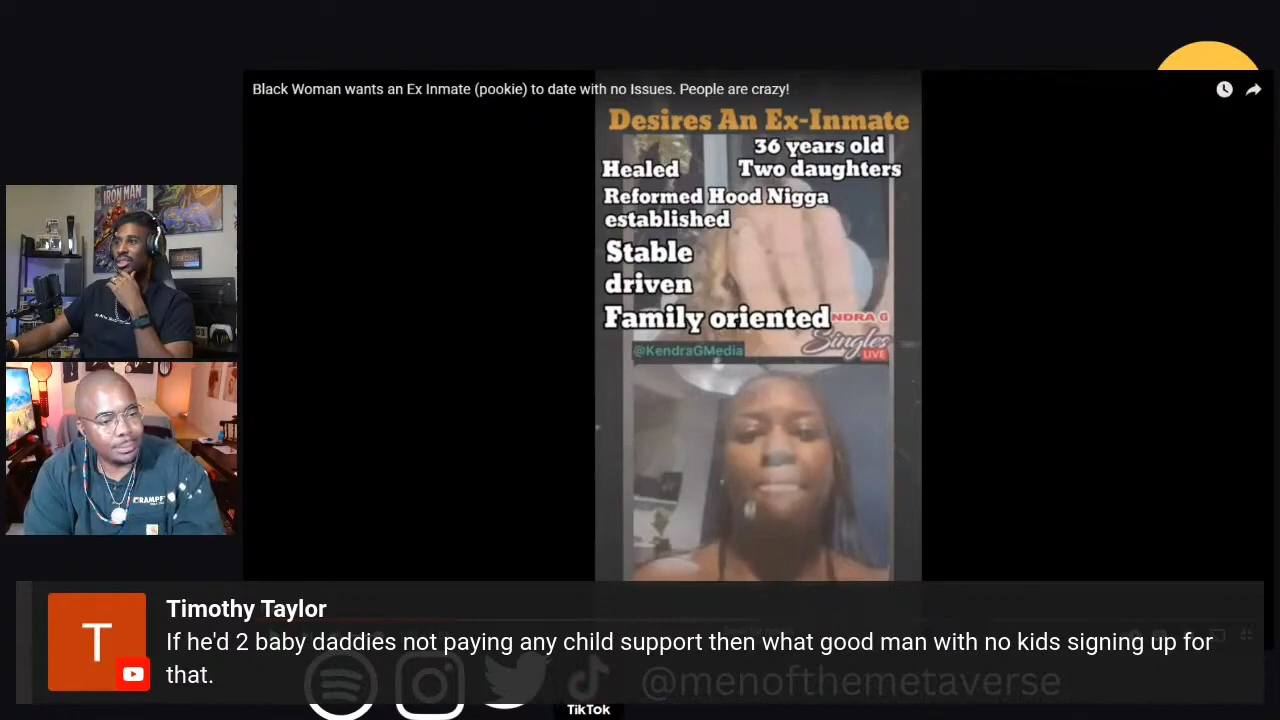 Black Woman wants an Ex Inmate (pookie) to date with no Issues. People are crazy!
Desires An Ex-Inmate
36 years old
Healed
Two daughters
Reformed Hood Nigga
established
Stable
driven
Family oriented
NDRA G
Singles
LIVE
@KendraGMedia
IRON MAN
T
Timothy Taylor
If he'd 2 baby daddies not paying any child support then what good man with no kids signing up for
that.
@menofthemetaverse
TikTok